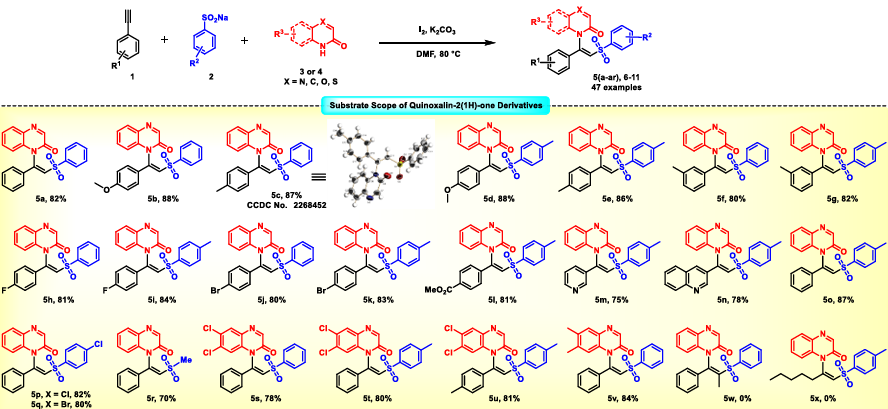 SO₂Na
R¹
1
+
R²
2
+
R³
X
N
H
O
3 or 4
X = N, C, O, S
I₂, K₂CO₃
DMF, 80 °C
R³
X
N
O
O
S
O
R¹
R²
5(a-ar), 6-11
47 examples
Substrate Scope of Quinoxalin-2(1H)-one Derivatives
5a, 82%
5b, 88%
5c, 87%
CCDC No. 2268452
5d, 88%
5e, 86%
5f, 80%
5g, 82%
F
5h, 81%
F
5i, 84%
Br
5j, 80%
Br
5k, 83%
MeO₂C
5l, 81%
N
5m, 75%
N
5n, 78%
5o, 87%
Cl
5p, X = Cl, 82%
5q, X = Br, 80%
Me
5r, 70%
Cl
Cl
5s, 78%
Cl
Cl
5t, 80%
Cl
Cl
5u, 81%
5v, 84%
5w, 0%
5x, 0%